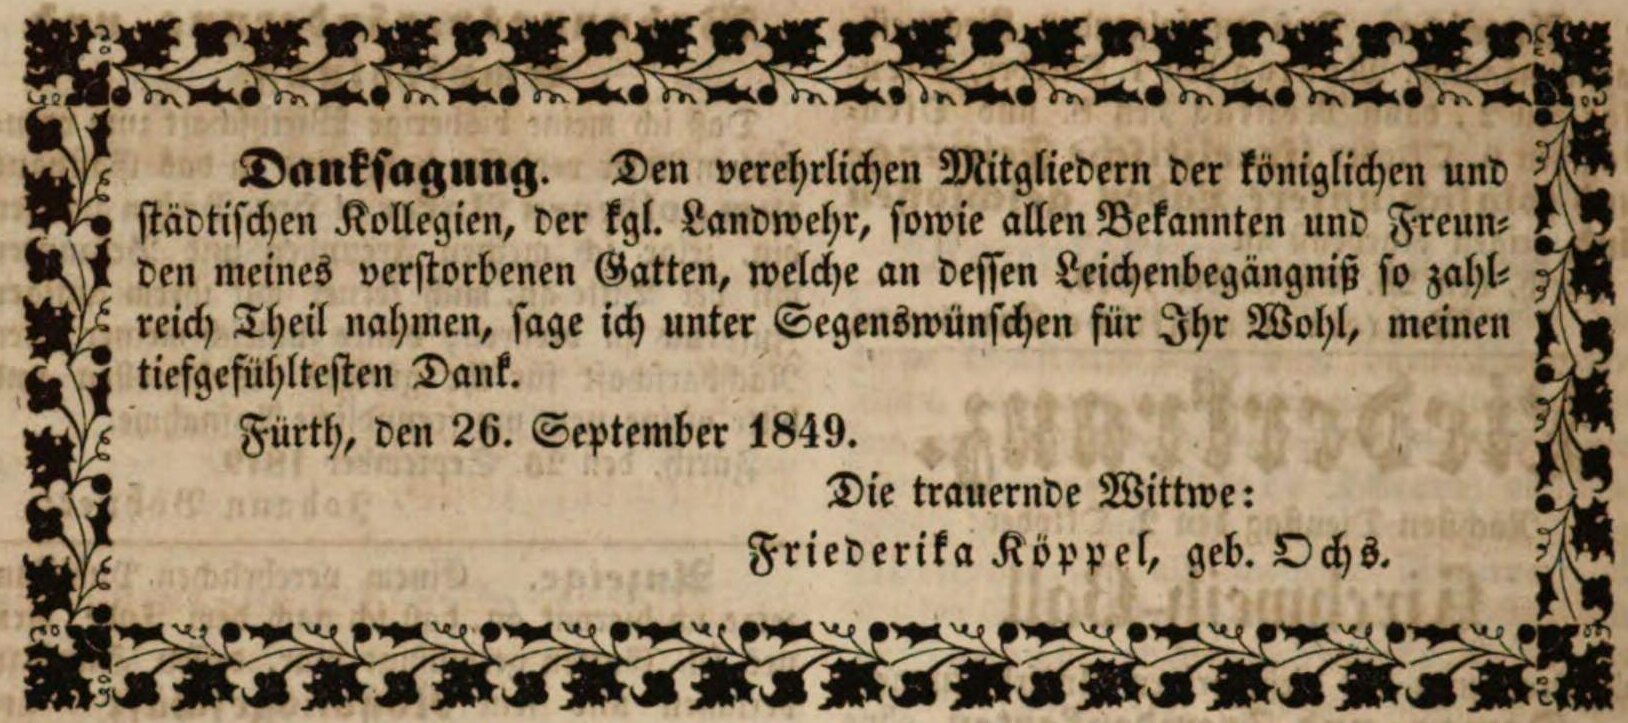 Danksagung. Den verehrlichen Mitgliedern der königlichen und
städtischen Kollegien, der kgl. Landwehr, sowie allen Bekannten und Freun-
den meines verstorbenen Gatten, welche an dessen Leichenbegängniß so zahl-
reich Theil nahmen, sage ich unter Segenswünschen für Ihr Wohl, meinen
tiefgefühltesten Dank.
Fürth, den 26. September 1849.
Die trauernde Wittwe:
Friederika Köppel, geb. Ochs.